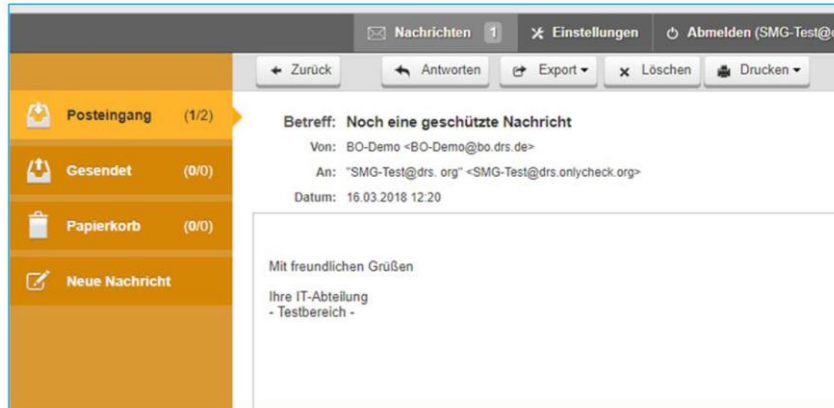 Nachrichten 1 Einstellungen Abmelden (SMG-Test@
Zurück Antworten Export Löschen Drucken
Posteingang (1/2)
Gesendet (0/0)
Papierkorb (0/0)
Neue Nachricht
Betreff: Noch eine geschützte Nachricht
Von: BO-Demo <BO-Demo@bo.drs.de>
An: "SMG-Test@drs. org" <SMG-Test@drs.onlycheck.org>
Datum: 16.03.2018 12:20
Mit freundlichen Grüßen
Ihre IT-Abteilung
- Testbereich -